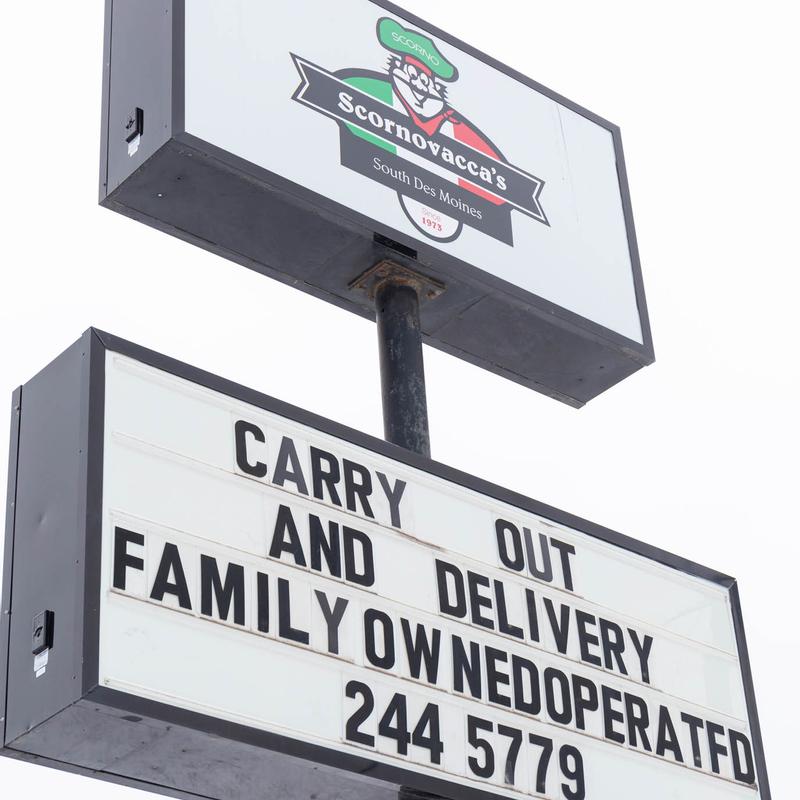 SCORNO
Scornovacca's
South Des Moines
Since
1973
CARRY OUT
AND DELIVERY
FAMILY OWNEDOPERATFD
244 5779